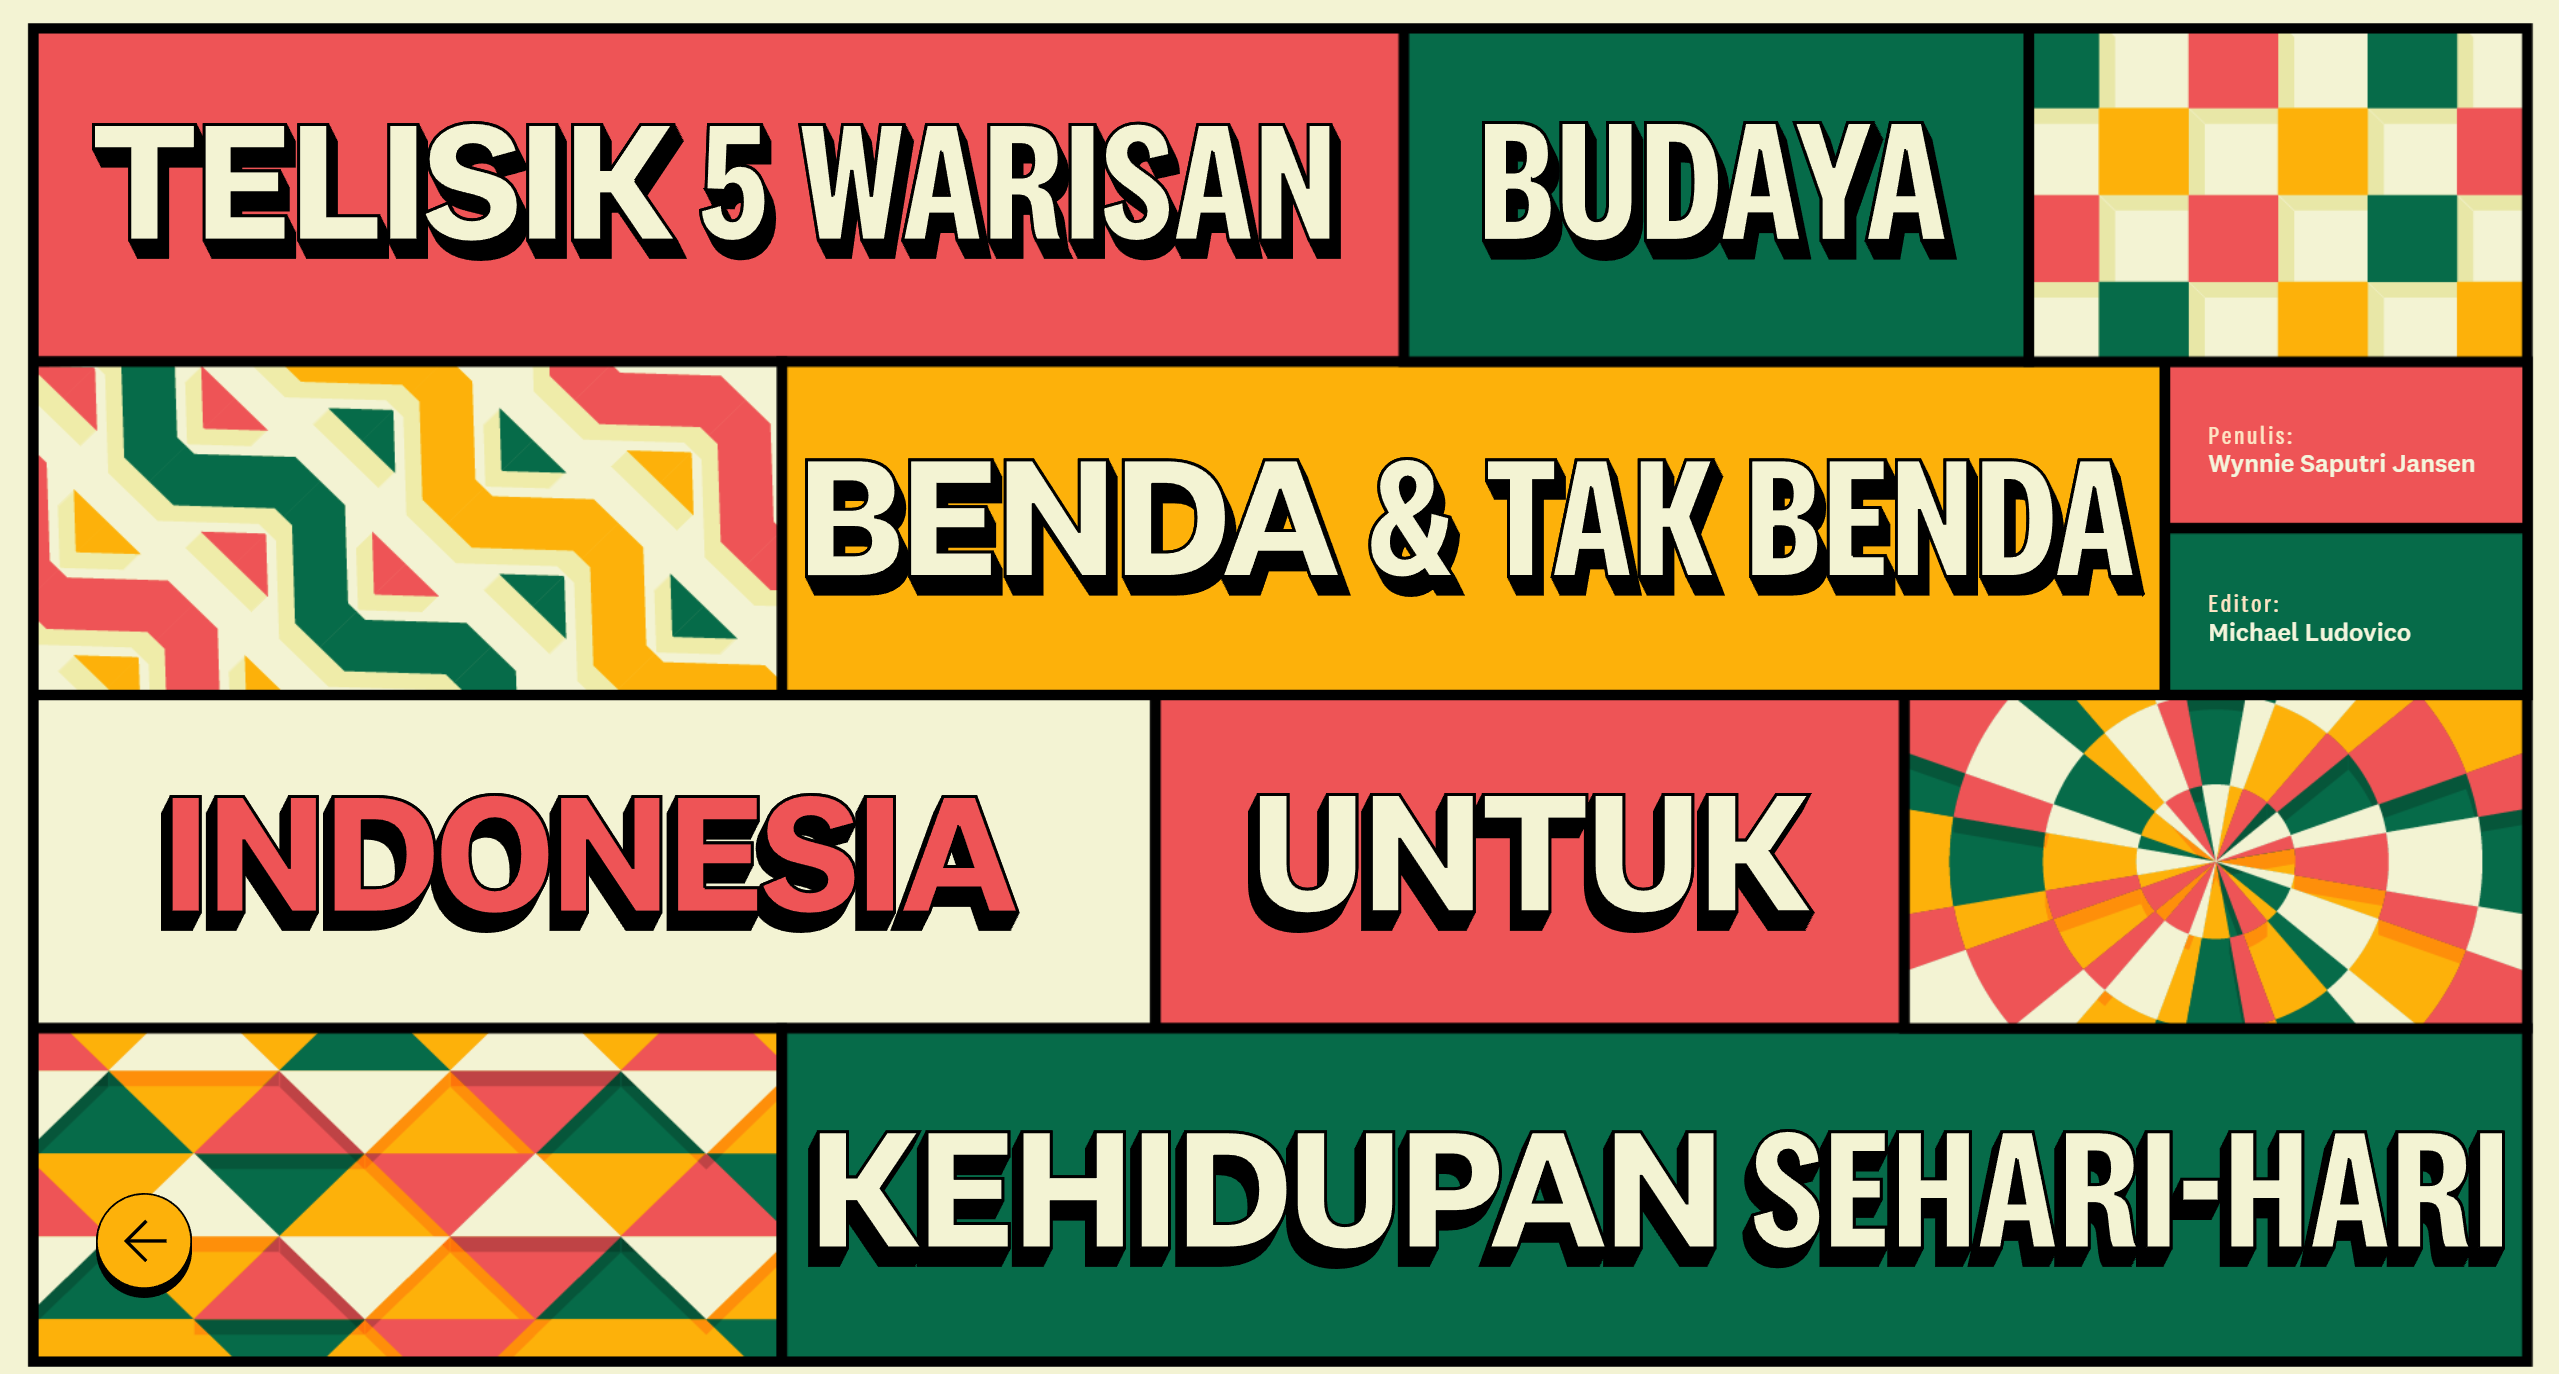 TELISIK 5 WARISAN BUDAYA
BENDA & TAK BENDA
Penulis:
Wynnie Saputri Jansen
Editor:
Michael Ludovico
INDONESIA UNTUK
KEHIDUPAN SEHARI-HARI